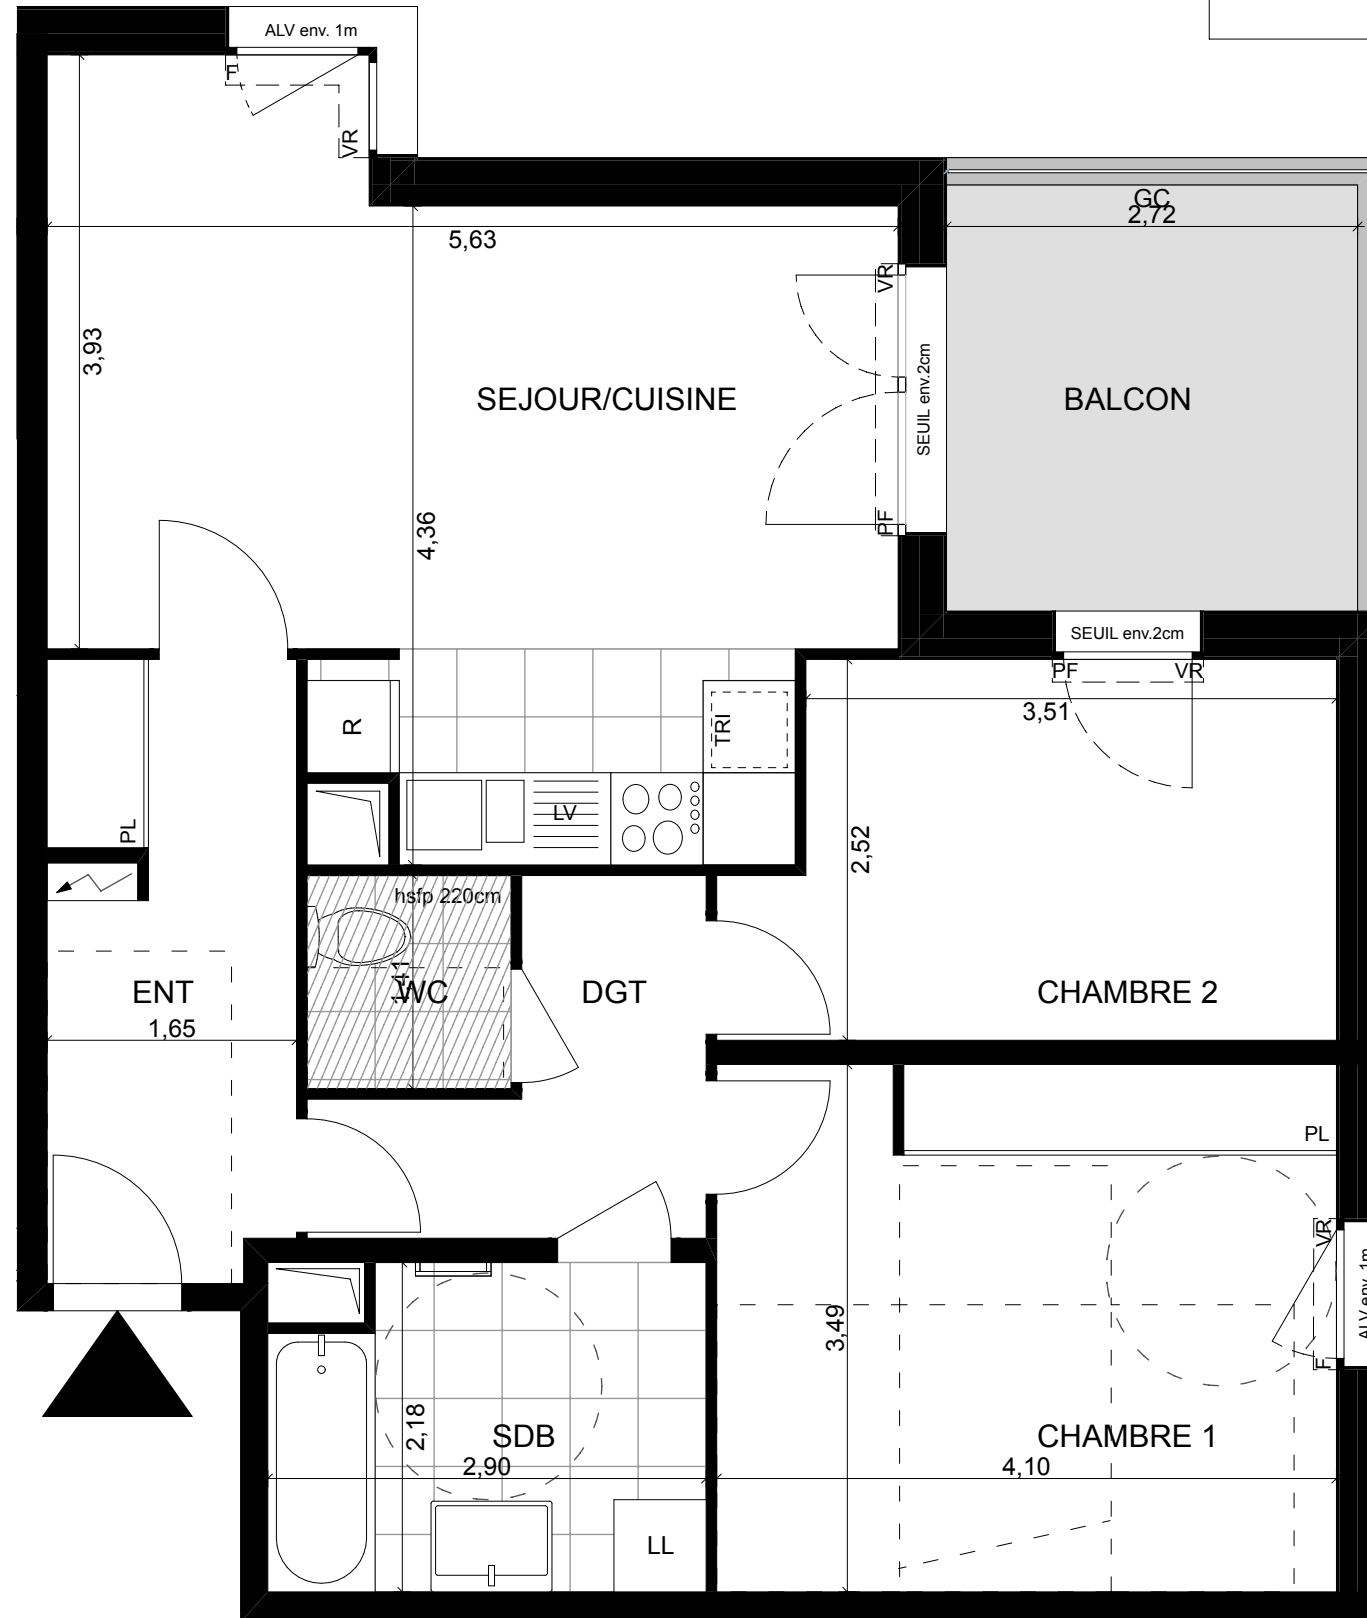 ALV env. 1m
F
VR
GC
2,72
5,63
VR
3,93
SEUIL env.2cm
SEJOUR/CUISINE
BALCON
4,36
PF
SEUIL env.2cm
PF
VR
3,51
R
TRI
LV
PL
2,52
hsfp 220cm
ENT
WC
DGT
CHAMBRE 2
1,65
PL
VR
ALV env. 1m
3,49
F
2,18
SDB
CHAMBRE 1
2,90
4,10
LL